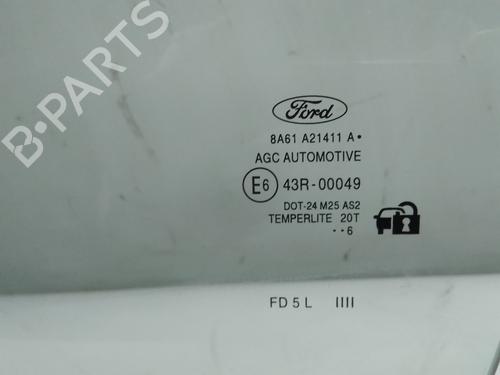 B-PARTS
Ford
8A61 A21411 A•
AGC AUTOMOTIVE
E6 43R-00049
DOT-24 M25 AS2
TEMPERLITE 20T
··6
FD 5 L IIII